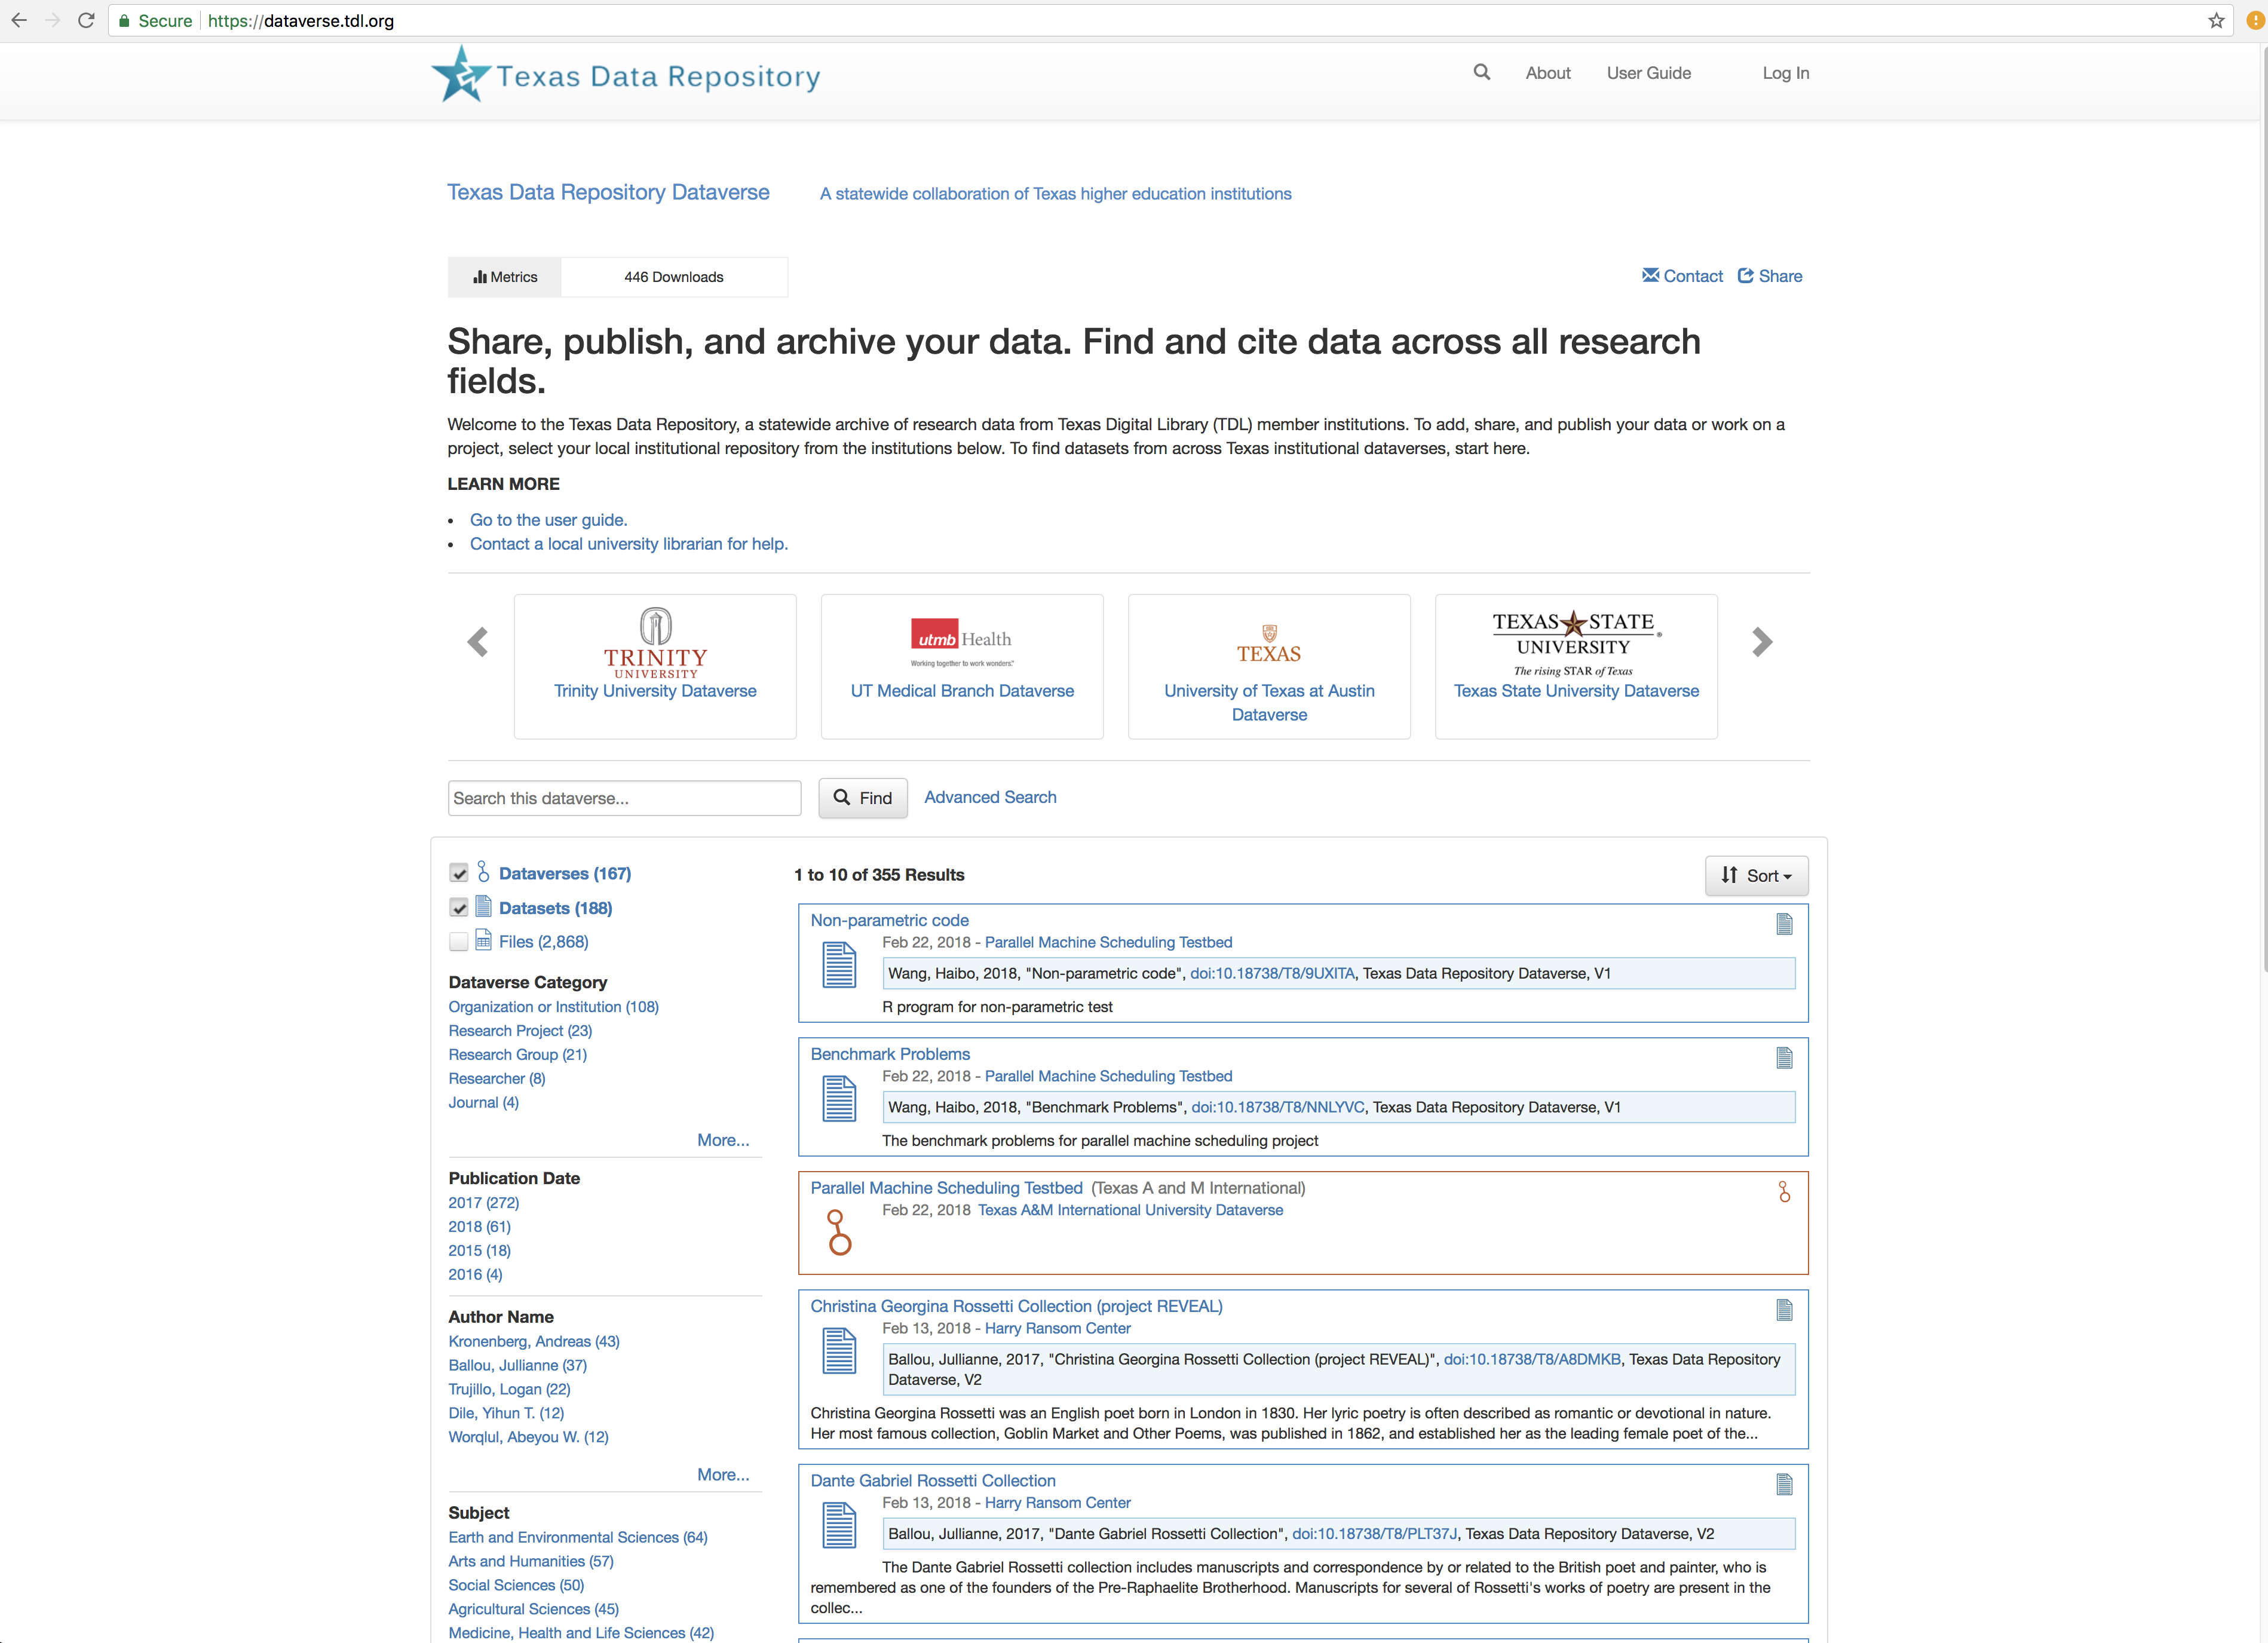 Secure https://dataverse.tdl.org
Texas Data Repository
About User Guide Log In
Texas Data Repository Dataverse A statewide collaboration of Texas higher education institutions
Metrics 446 Downloads Contact Share
Share, publish, and archive your data. Find and cite data across all research
fields.
Welcome to the Texas Data Repository, a statewide archive of research data from Texas Digital Library (TDL) member institutions. To add, share, and publish your data or work on a
project, select your local institutional repository from the institutions below. To find datasets from across Texas institutional dataverses, start here.
LEARN MORE
• Go to the user guide.
• Contact a local university librarian for help.
TRINITY
UNIVERSITY
Trinity University Dataverse
utmb Health
Working together to work wonders.™
UT Medical Branch Dataverse
TEXAS
University of Texas at Austin
Dataverse
TEXAS STATE
UNIVERSITY®
The rising STAR of Texas
Texas State University Dataverse
Search this dataverse... Find Advanced Search
Dataverses (167)
Datasets (188)
Files (2,868)
Dataverse Category
Organization or Institution (108)
Research Project (23)
Research Group (21)
Researcher (8)
Journal (4)
More...
Publication Date
2017 (272)
2018 (61)
2015 (18)
2016 (4)
Author Name
Kronenberg, Andreas (43)
Ballou, Jullianne (37)
Trujillo, Logan (22)
Dile, Yihun T. (12)
Worqlul, Abeyou W. (12)
More...
Subject
Earth and Environmental Sciences (64)
Arts and Humanities (57)
Social Sciences (50)
Agricultural Sciences (45)
Medicine, Health and Life Sciences (42)
1 to 10 of 355 Results Sort
Non-parametric code
Feb 22, 2018 - Parallel Machine Scheduling Testbed
Wang, Haibo, 2018, "Non-parametric code", doi:10.18738/T8/9UXITA, Texas Data Repository Dataverse, V1
R program for non-parametric test
Benchmark Problems
Feb 22, 2018 - Parallel Machine Scheduling Testbed
Wang, Haibo, 2018, "Benchmark Problems", doi:10.18738/T8/NNLYVC, Texas Data Repository Dataverse, V1
The benchmark problems for parallel machine scheduling project
Parallel Machine Scheduling Testbed (Texas A and M International)
Feb 22, 2018 Texas A&M International University Dataverse
Christina Georgina Rossetti Collection (project REVEAL)
Feb 13, 2018 - Harry Ransom Center
Ballou, Jullianne, 2017, "Christina Georgina Rossetti Collection (project REVEAL)", doi:10.18738/T8/A8DMKB, Texas Data Repository
Dataverse, V2
Christina Georgina Rossetti was an English poet born in London in 1830. Her lyric poetry is often described as romantic or devotional in nature.
Her most famous collection, Goblin Market and Other Poems, was published in 1862, and established her as the leading female poet of the...
Dante Gabriel Rossetti Collection
Feb 13, 2018 - Harry Ransom Center
Ballou, Jullianne, 2017, "Dante Gabriel Rossetti Collection", doi:10.18738/T8/PLT37J, Texas Data Repository Dataverse, V2
The Dante Gabriel Rossetti collection includes manuscripts and correspondence by or related to the British poet and painter, who is
remembered as one of the founders of the Pre-Raphaelite Brotherhood. Manuscripts for several of Rossetti's works of poetry are present in the
collec...